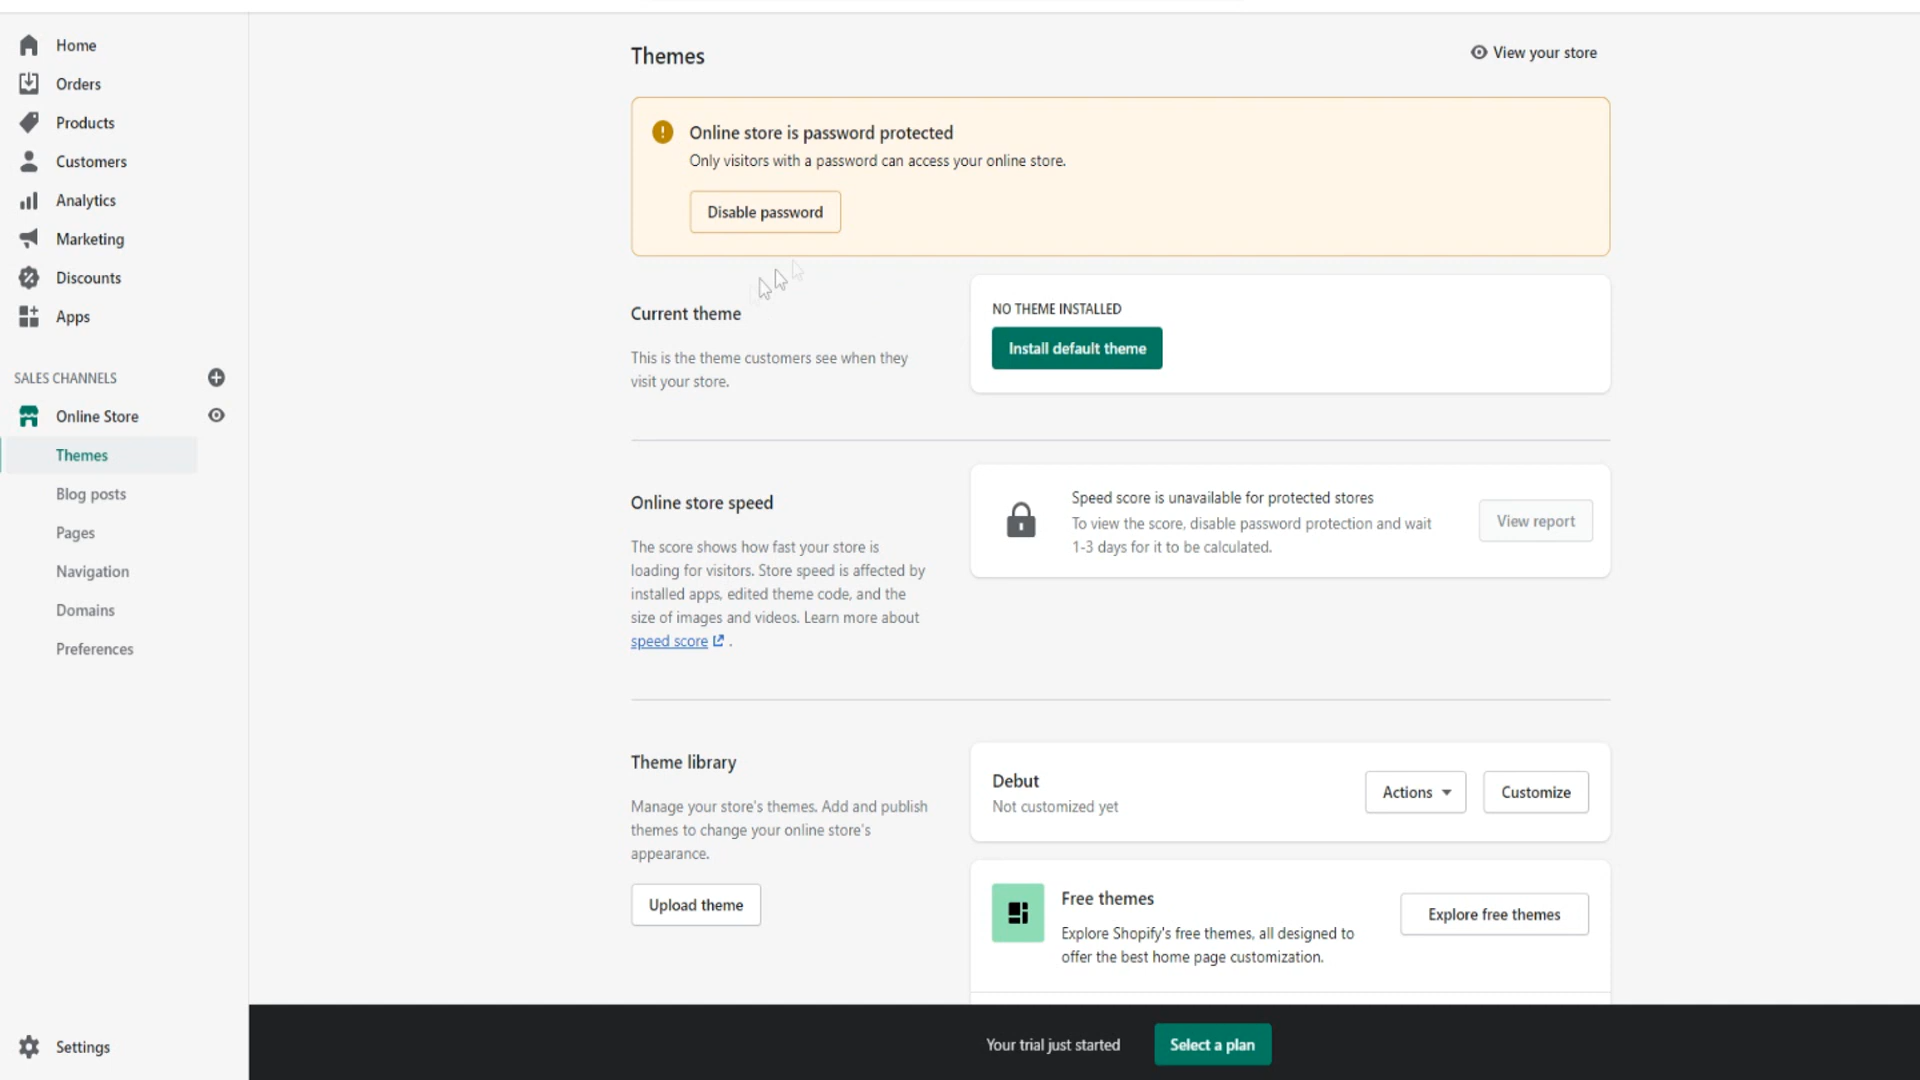 Home
Orders
Products
Customers
Analytics
Marketing
Discounts
Apps
SALES CHANNELS
Online Store
Themes
Blog posts
Pages
Navigation
Domains
Preferences
Settings
Themes
View your store
Online store is password protected
Only visitors with a password can access your online store.
Disable password
Current theme
This is the theme customers see when they
visit your store.
NO THEME INSTALLED
Install default theme
Online store speed
The score shows how fast your store is
loading for visitors. Store speed is affected by
installed apps, edited theme code, and the
size of images and videos. Learn more about
speed score .
Speed score is unavailable for protected stores
To view the score, disable password protection and wait
1-3 days for it to be calculated.
View report
Theme library
Manage your store's themes. Add and publish
themes to change your online store's
appearance.
Upload theme
Debut
Not customized yet
Actions
Customize
Free themes
Explore Shopify's free themes, all designed to
offer the best home page customization.
Explore free themes
Your trial just started
Select a plan